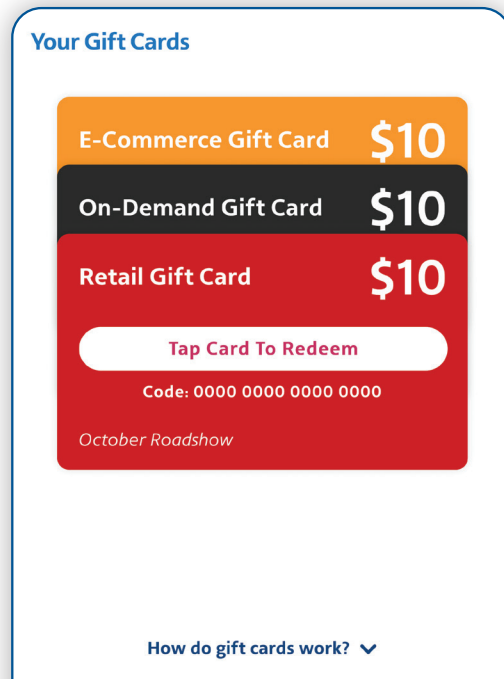 Your Gift Cards
E-Commerce Gift Card $10
On-Demand Gift Card $10
Retail Gift Card $10
Tap Card To Redeem
Code: 0000 0000 0000 0000
October Roadshow
How do gift cards work?